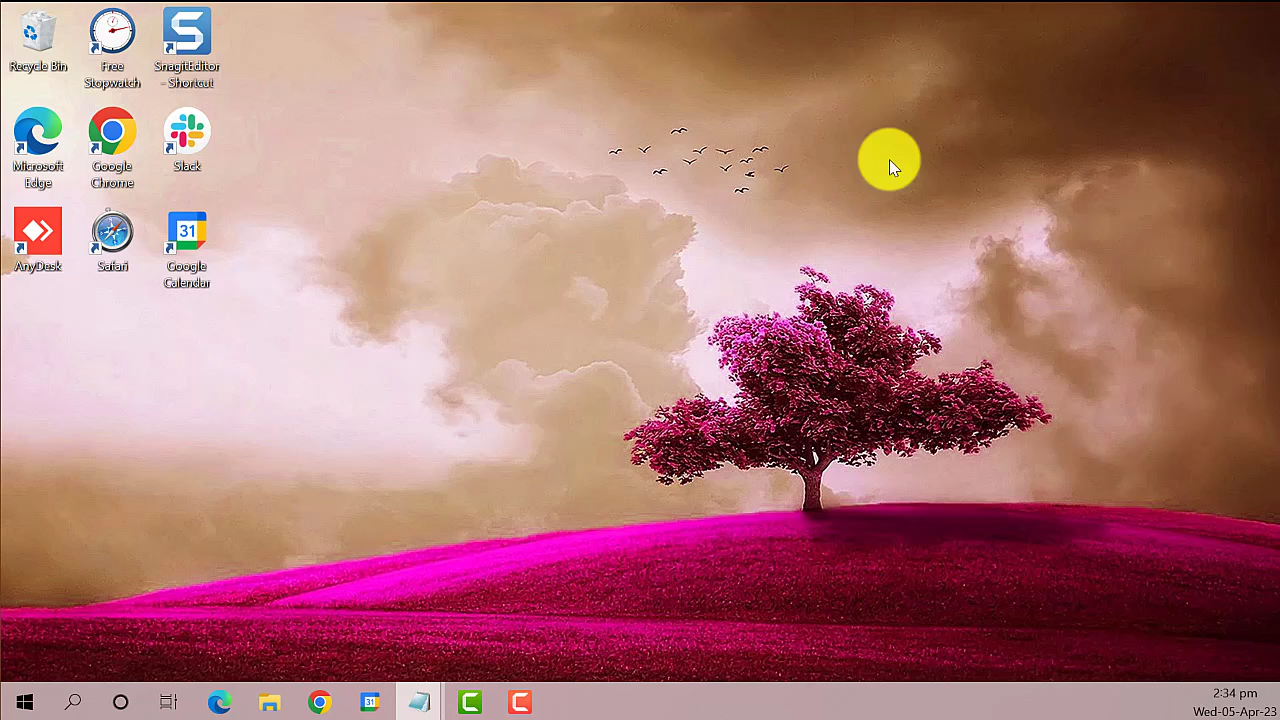 Recycle Bin
Free
Stopwatch
SnagitEditor
- Shortcut
Microsoft
Edge
Google
Chrome
Slack
AnyDesk
Safari
31
Google
Calendar
31
2:34 pm
Wed-05-Apr-23